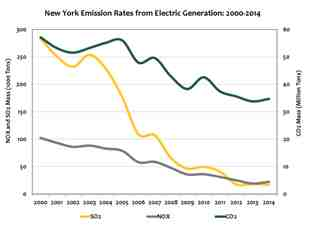 New York Emission Rates from Electric Generation: 2000-2014
300
250
200
150
100
50
0
60
50
40
30
20
10
0
NOX and SO2 Mass (000 Tons)
CO2 Mass (Million Tons)
2000 2001 2002 2003 2004 2005 2006 2007 2008 2009 2010 2011 2012 2013 2014
SO2 NOX CO2